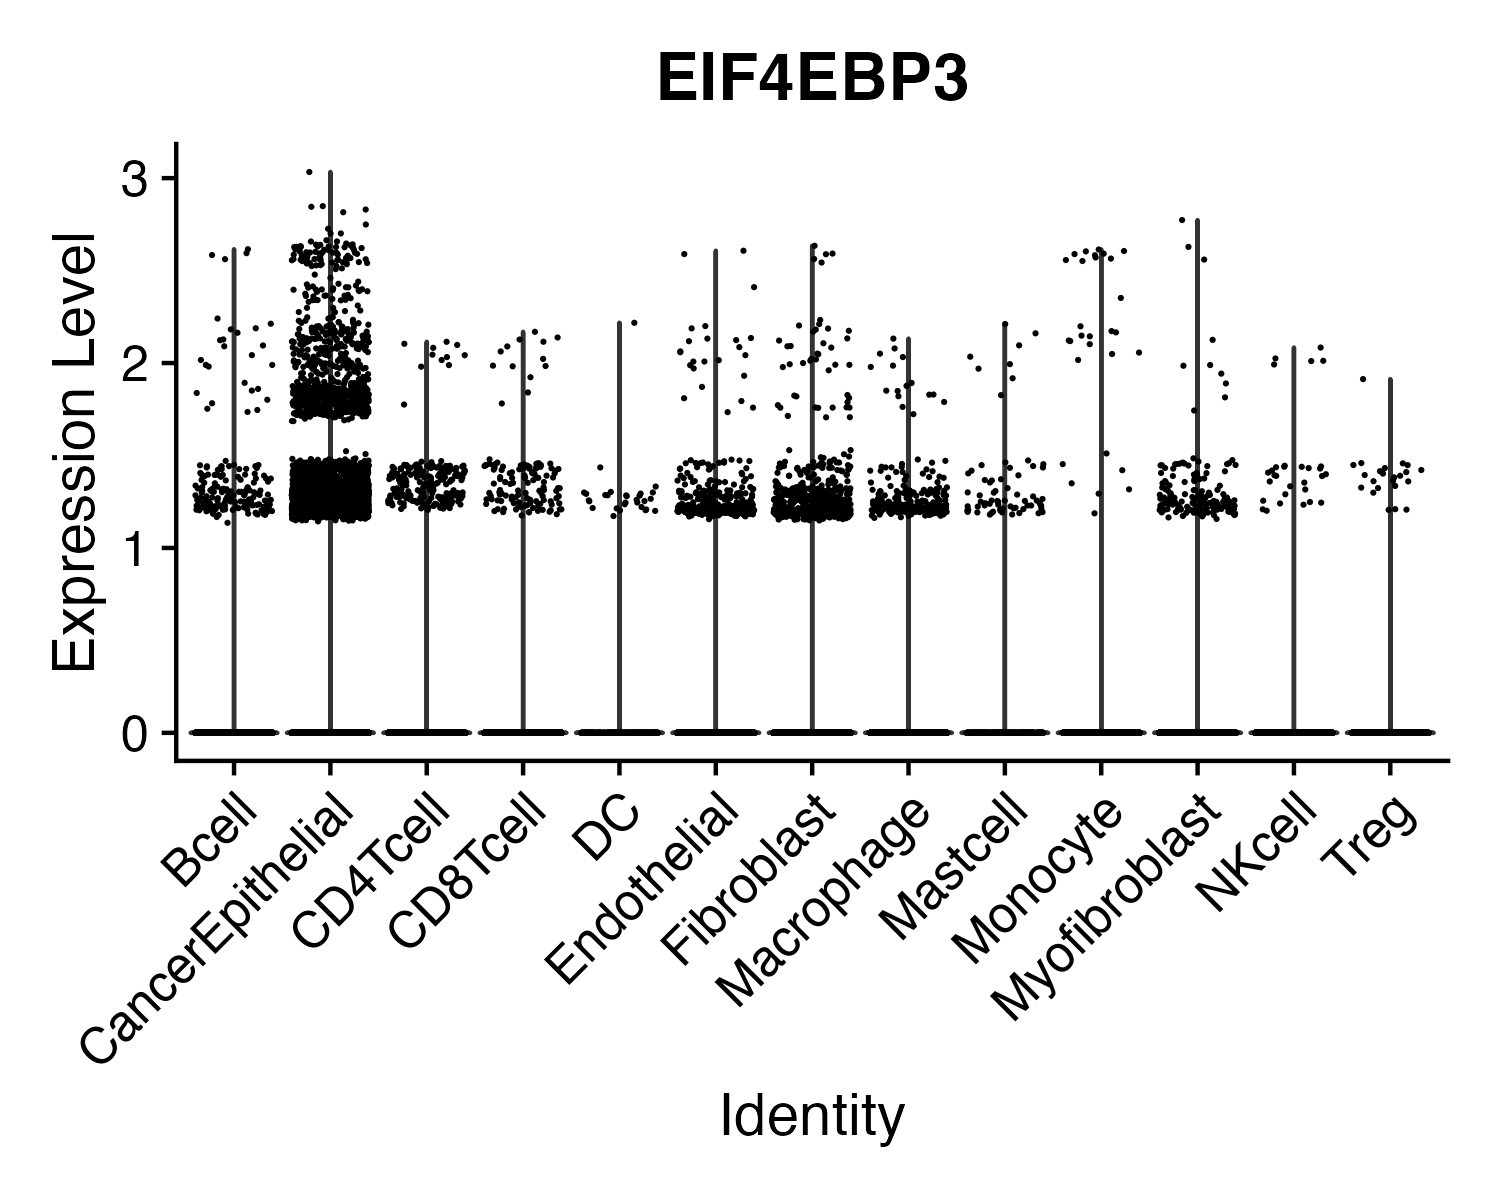 EIF4EBP3
Expression Level
3
2
1
0
Bcell
CancerEpithelial
CD4Tcell
CD8Tcell
DC
Endothelial
Fibroblast
Macrophage
Mastcell
Monocyte
Myofibroblast
NKcell
Treg
Identity